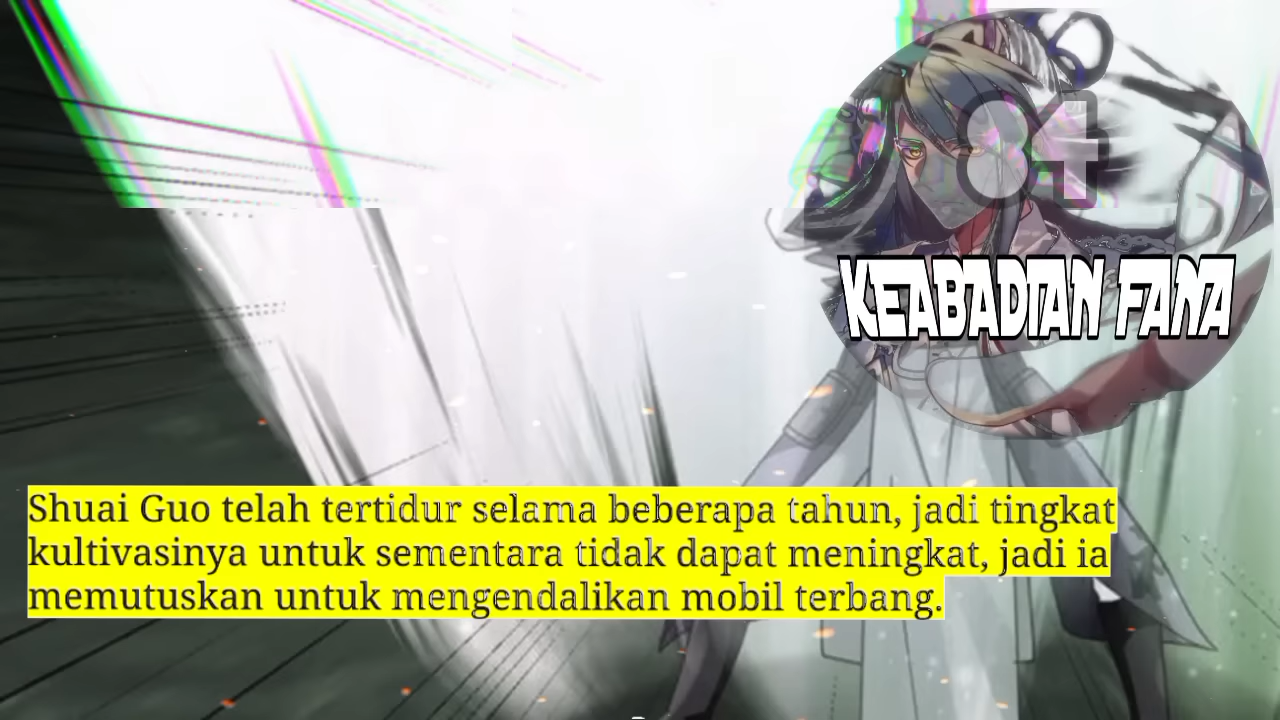 84
KEABADIAN FANA
Shuai Guo telah tertidur selama beberapa tahun, jadi tingkat
kultivasinya untuk sementara tidak dapat meningkat, jadi ia
memutuskan untuk mengendalikan mobil terbang.